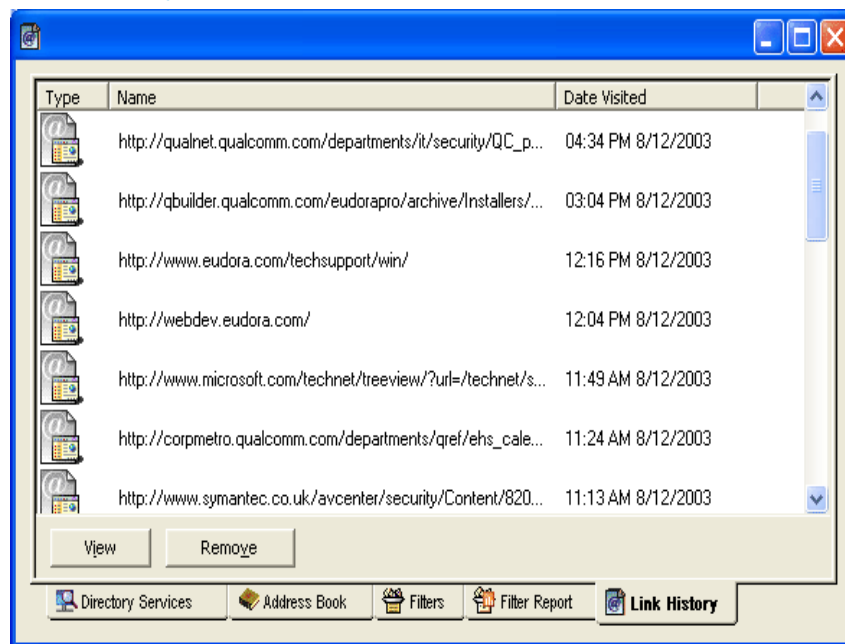 Type Name Date Visited
http://qualnet.qualcomm.com/departments/it/security/QC_p... 04:34 PM 8/12/2003
http://qbuilder.qualcomm.com/eudorapro/archive/Installers/... 03:04 PM 8/12/2003
http://www.eudora.com/techsupport/win/ 12:16 PM 8/12/2003
http://webdev.eudora.com/ 12:04 PM 8/12/2003
http://www.microsoft.com/technet/treeview/?url=/technet/s... 11:49 AM 8/12/2003
http://corpmetro.qualcomm.com/departments/qref/ehs_cale... 11:24 AM 8/12/2003
http://www.symantec.co.uk/avcenter/security/Content/820... 11:13 AM 8/12/2003
View Remove
Directory Services Address Book Filters Filter Report Link History